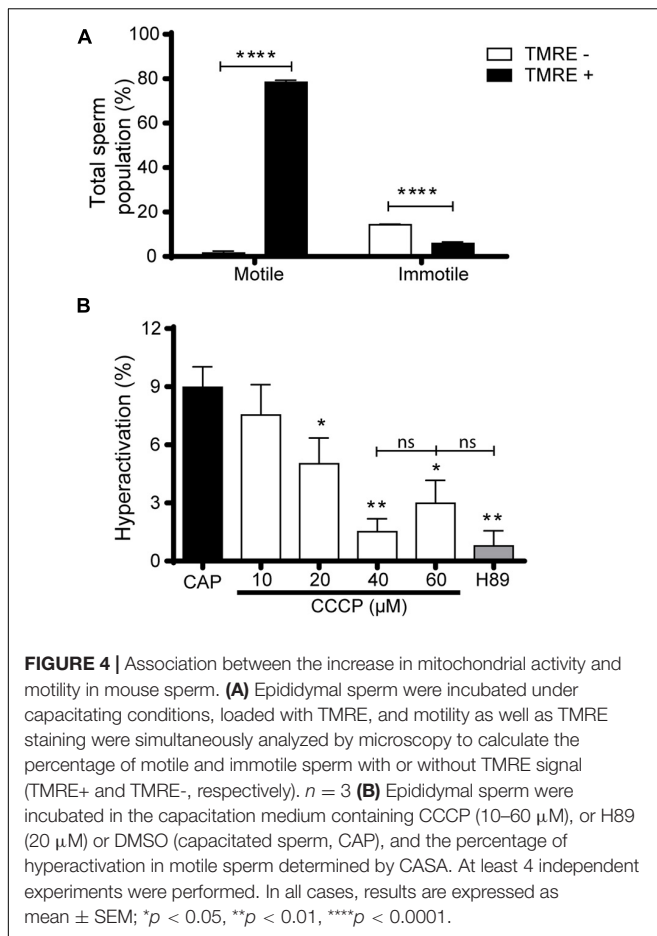 A
Total sperm
population (%)
100
80
60
40
20
0
****
****
TMRE -
TMRE +
Motile
Immotile
B
Hyperactivation (%)
12
9
6
3
0
*
**
ns
*
ns
**
CAP
10
20
40
60
H89
CCCP (µM)
FIGURE 4 | Association between the increase in mitochondrial activity and
motility in mouse sperm. (A) Epididymal sperm were incubated under
capacitating conditions, loaded with TMRE, and motility as well as TMRE
staining were simultaneously analyzed by microscopy to calculate the
percentage of motile and immotile sperm with or without TMRE signal
(TMRE+ and TMRE-, respectively). n = 3 (B) Epididymal sperm were
incubated in the capacitation medium containing CCCP (10–60 µM), or H89
(20 µM) or DMSO (capacitated sperm, CAP), and the percentage of
hyperactivation in motile sperm determined by CASA. At least 4 independent
experiments were performed. In all cases, results are expressed as
mean ± SEM; *p < 0.05, **p < 0.01, ****p < 0.0001.